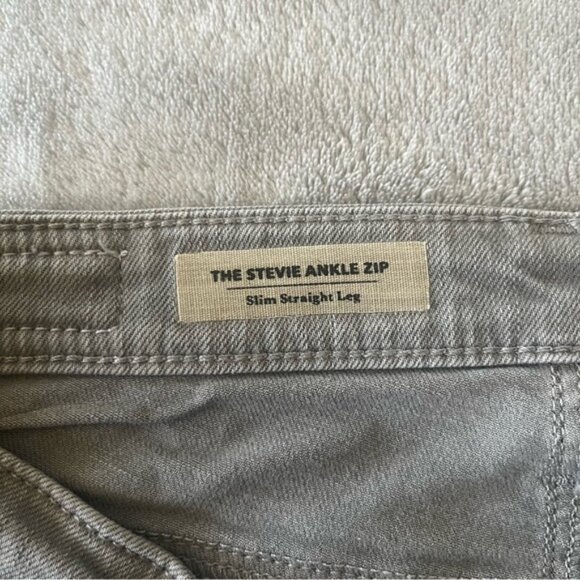 THE STEVIE ANKLE ZIP
Slim Straight Leg